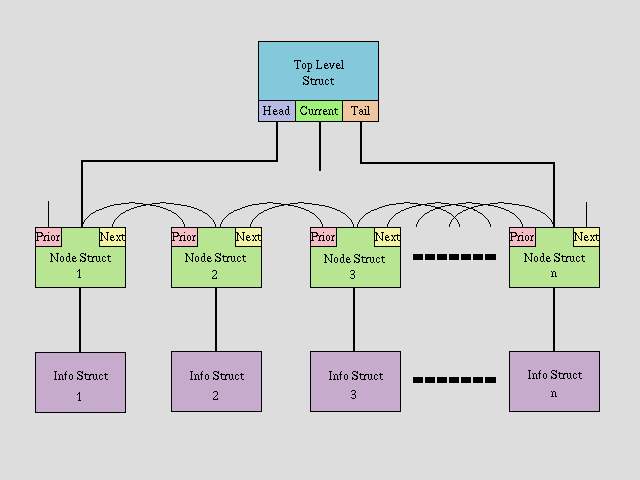 Top Level
Struct
Head Current Tail
Prior Next Prior Next Prior Next Prior Next
Node Struct Node Struct Node Struct Node Struct
1 2 3 n
Info Struct Info Struct Info Struct Info Struct
1 2 3 n